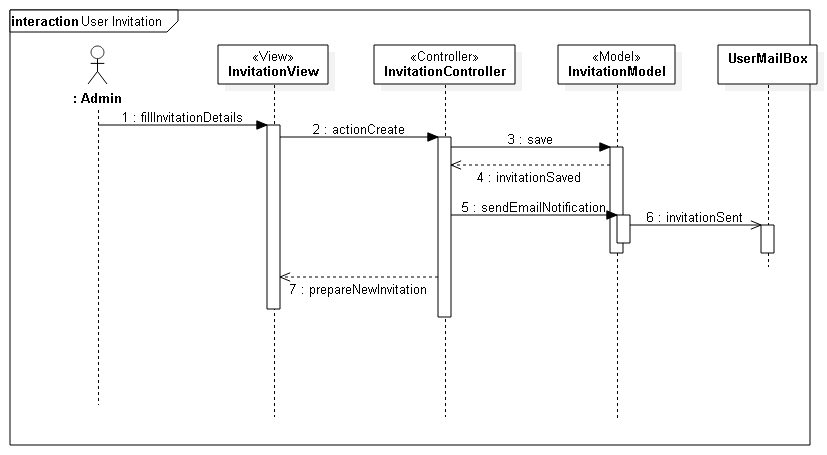 interaction User Invitation
«View»
InvitationView
«Controller»
InvitationController
«Model»
InvitationModel
UserMailBox
: Admin
1 : fillInvitationDetails
2 : actionCreate
3 : save
4 : invitationSaved
5 : sendEmailNotification
6 : invitationSent
7 : prepareNewInvitation